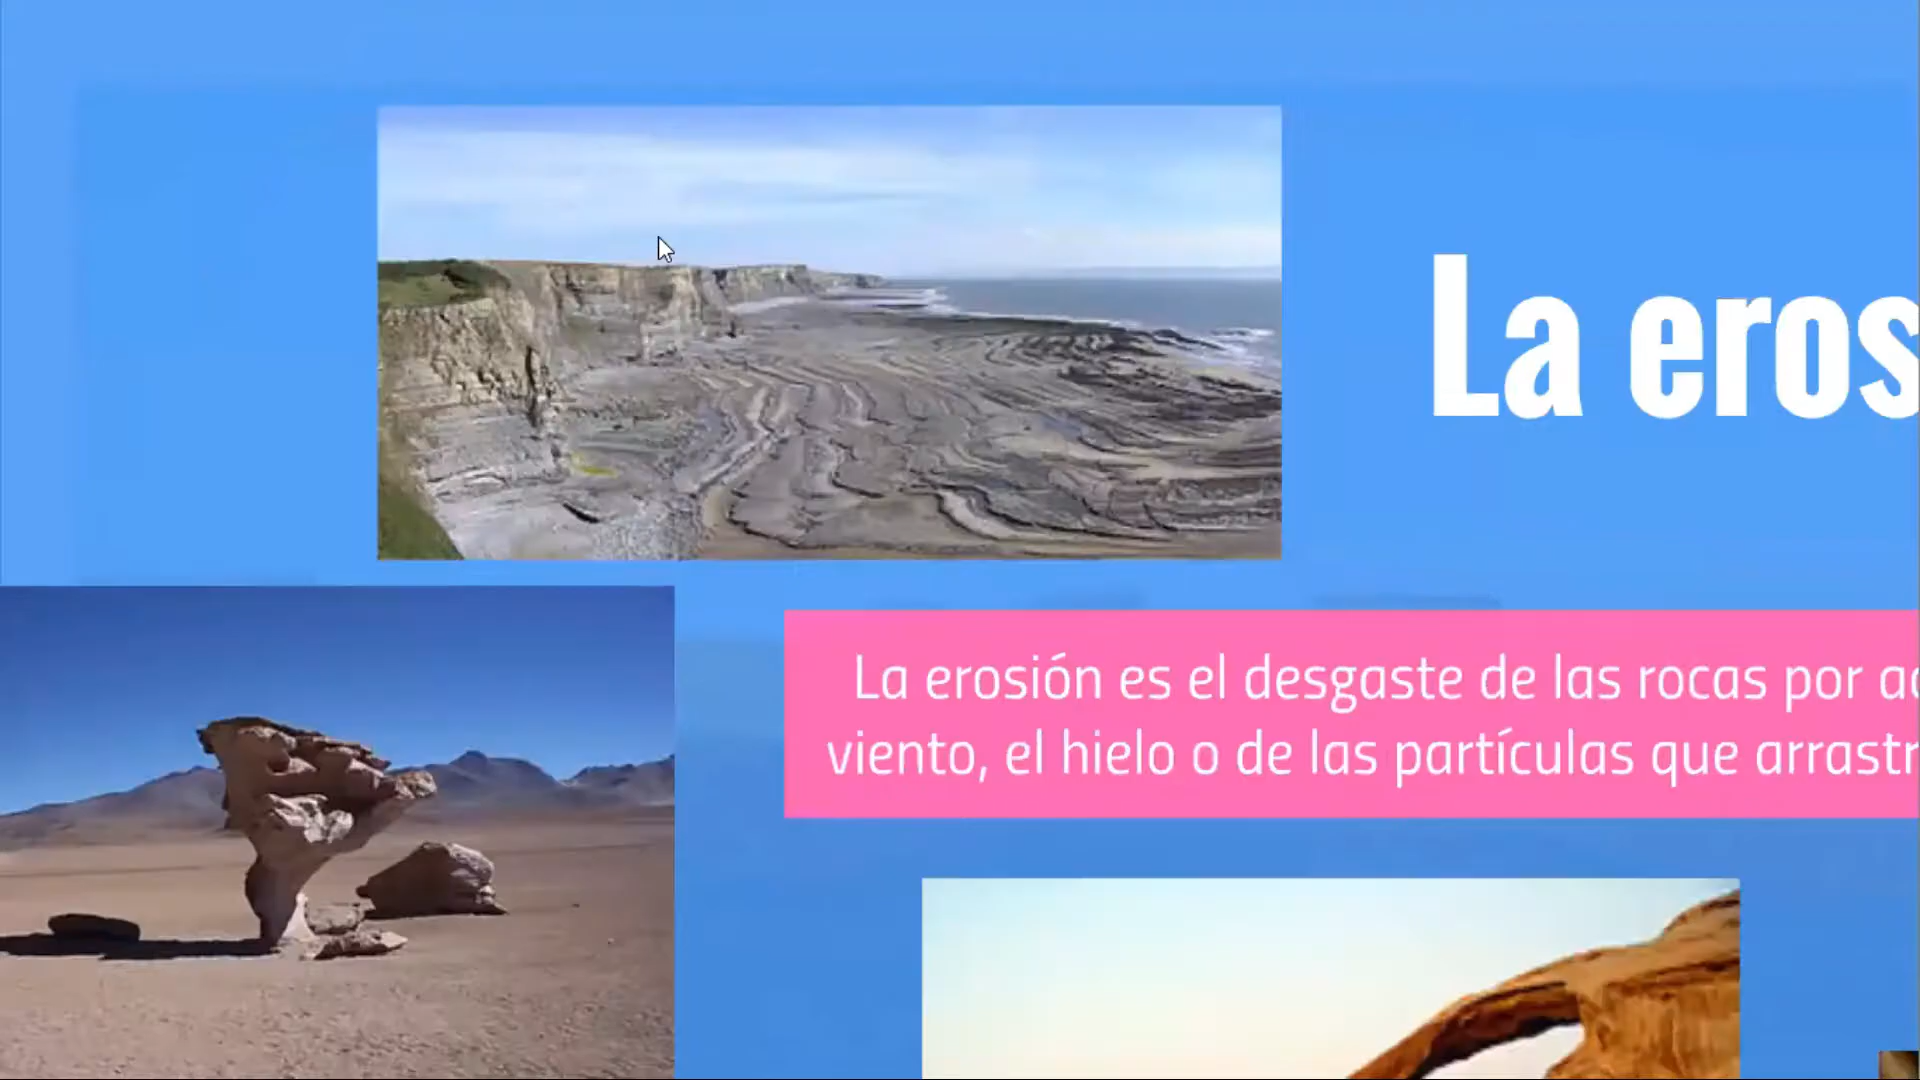 La eros
La erosión es el desgaste de las rocas por ac
viento, el hielo o de las partículas que arrastr